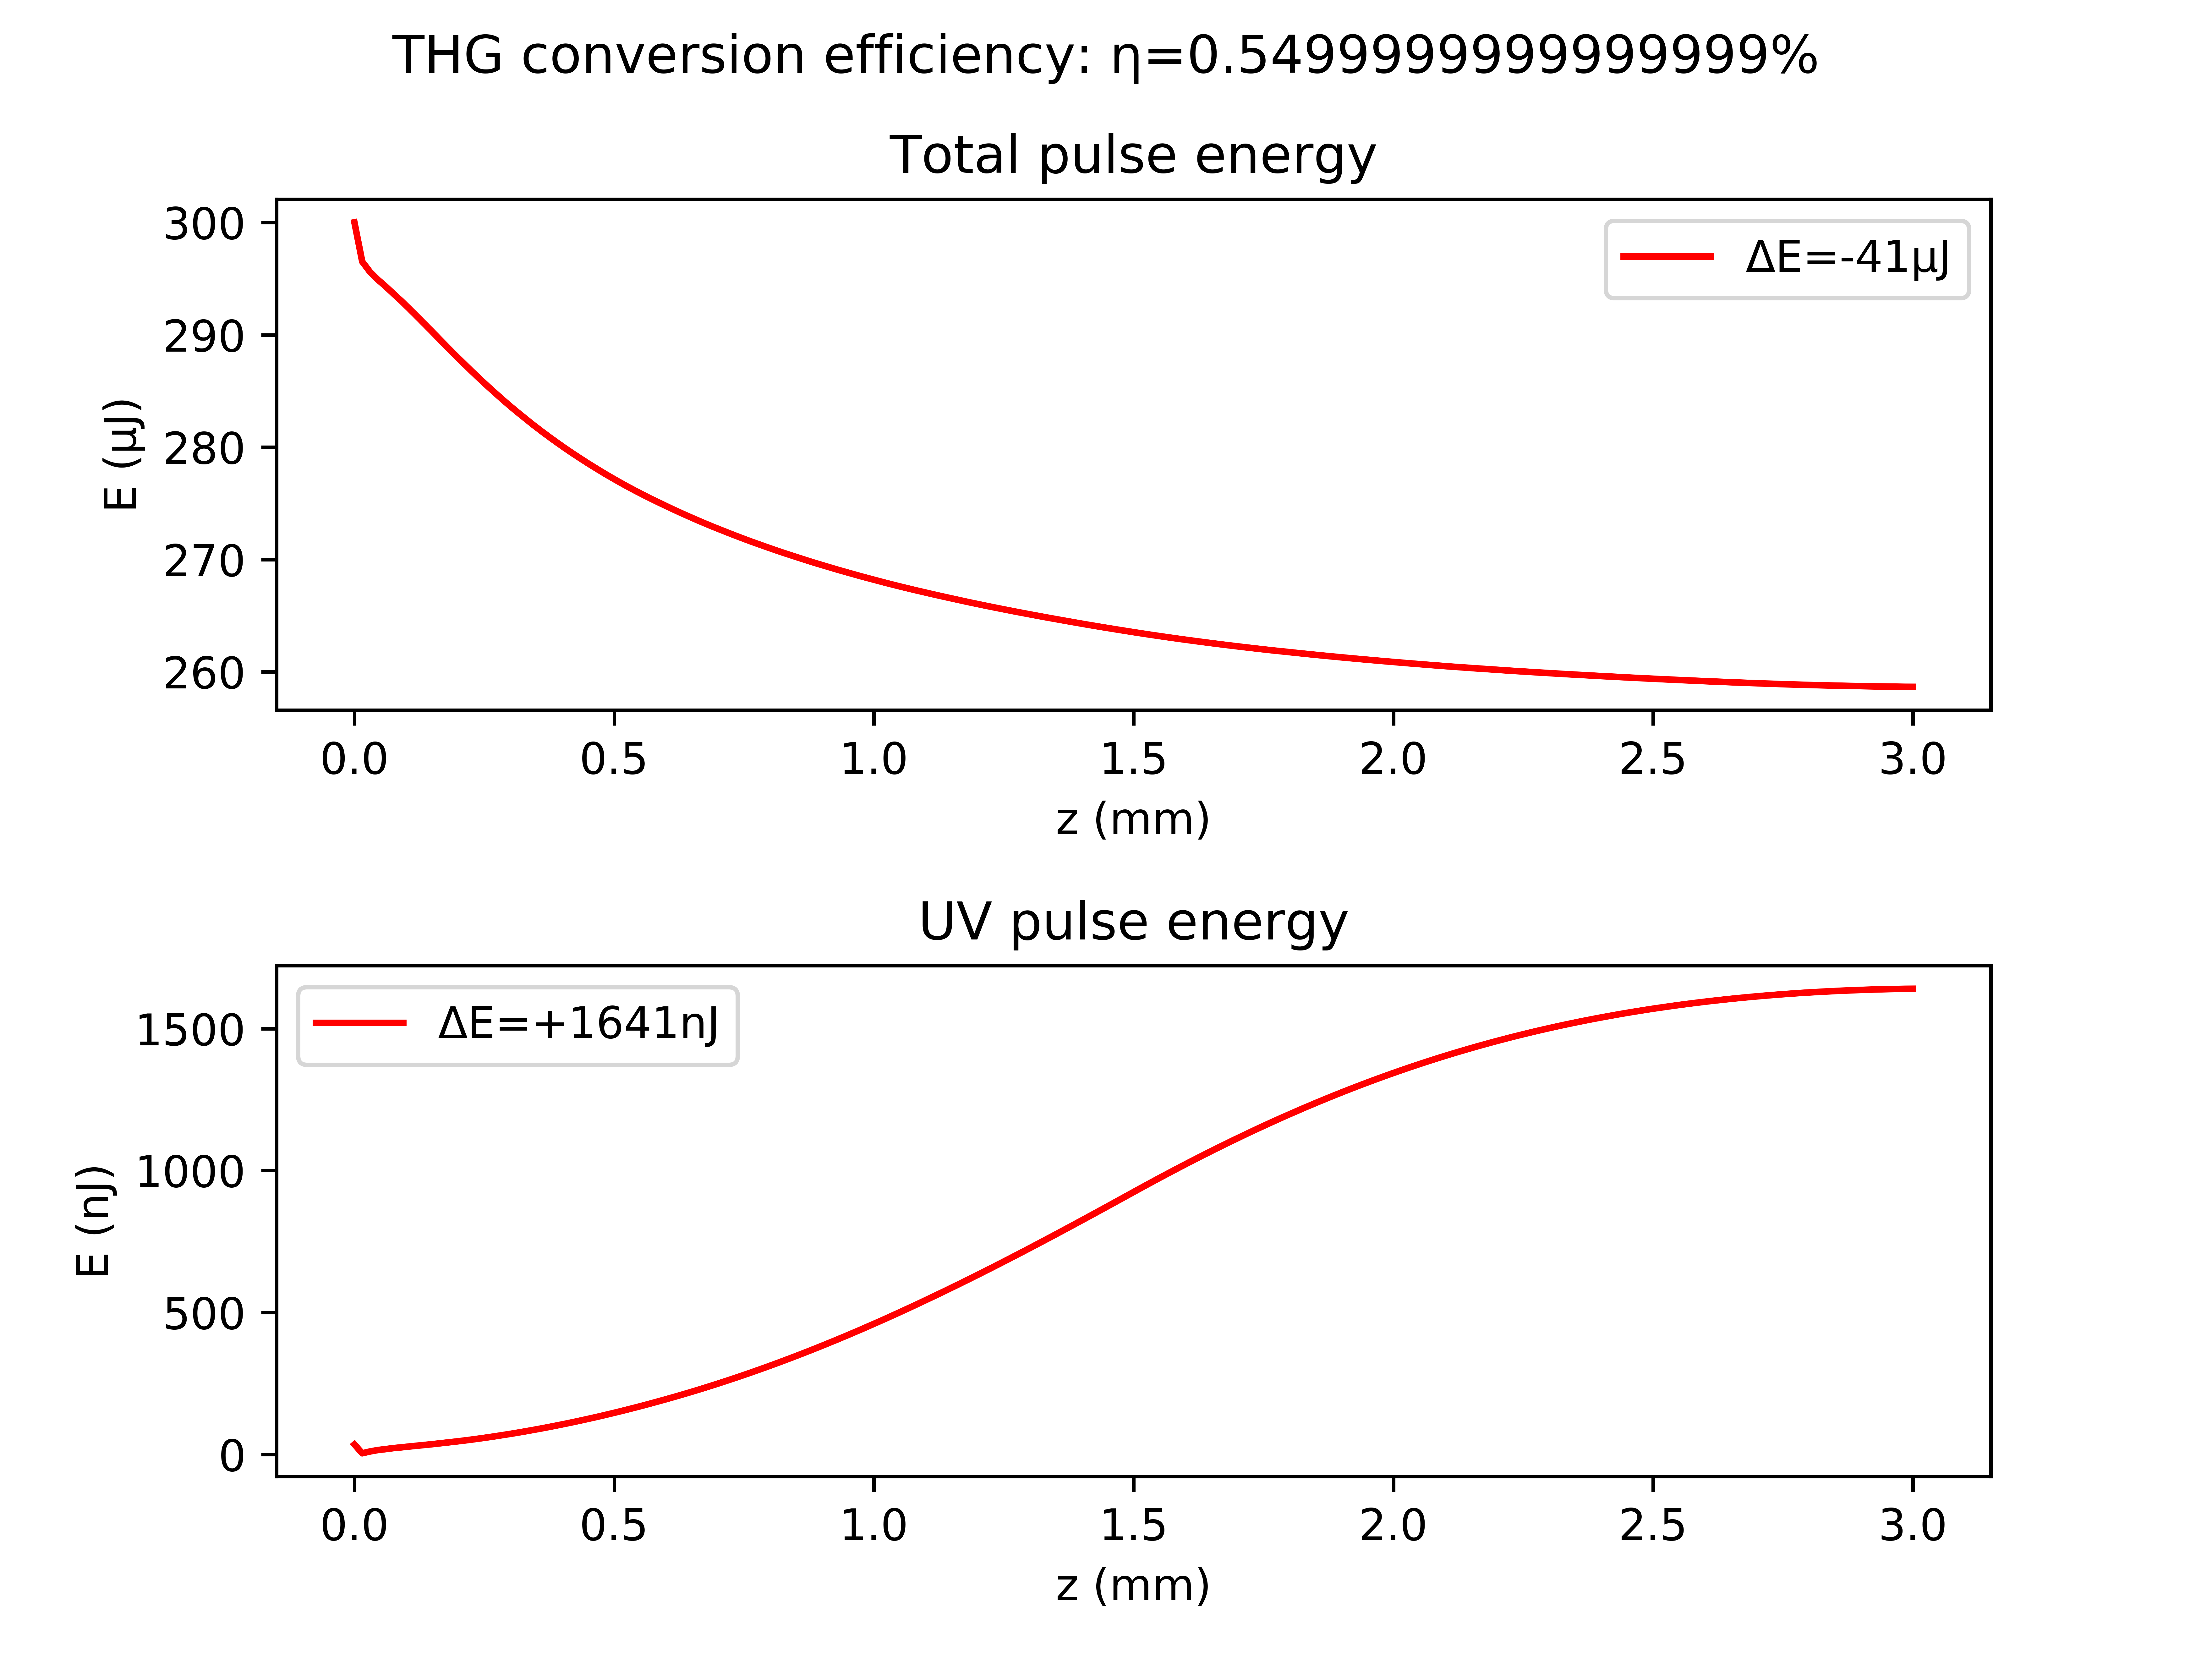 THG conversion efficiency: η=0.5499999999999999%
Total pulse energy
300
290
280
270
260
E (µJ)
ΔE=-41µJ
0.0 0.5 1.0 1.5 2.0 2.5 3.0
z (mm)
UV pulse energy
1500
1000
500
0
E (nJ)
ΔE=+1641nJ
0.0 0.5 1.0 1.5 2.0 2.5 3.0
z (mm)